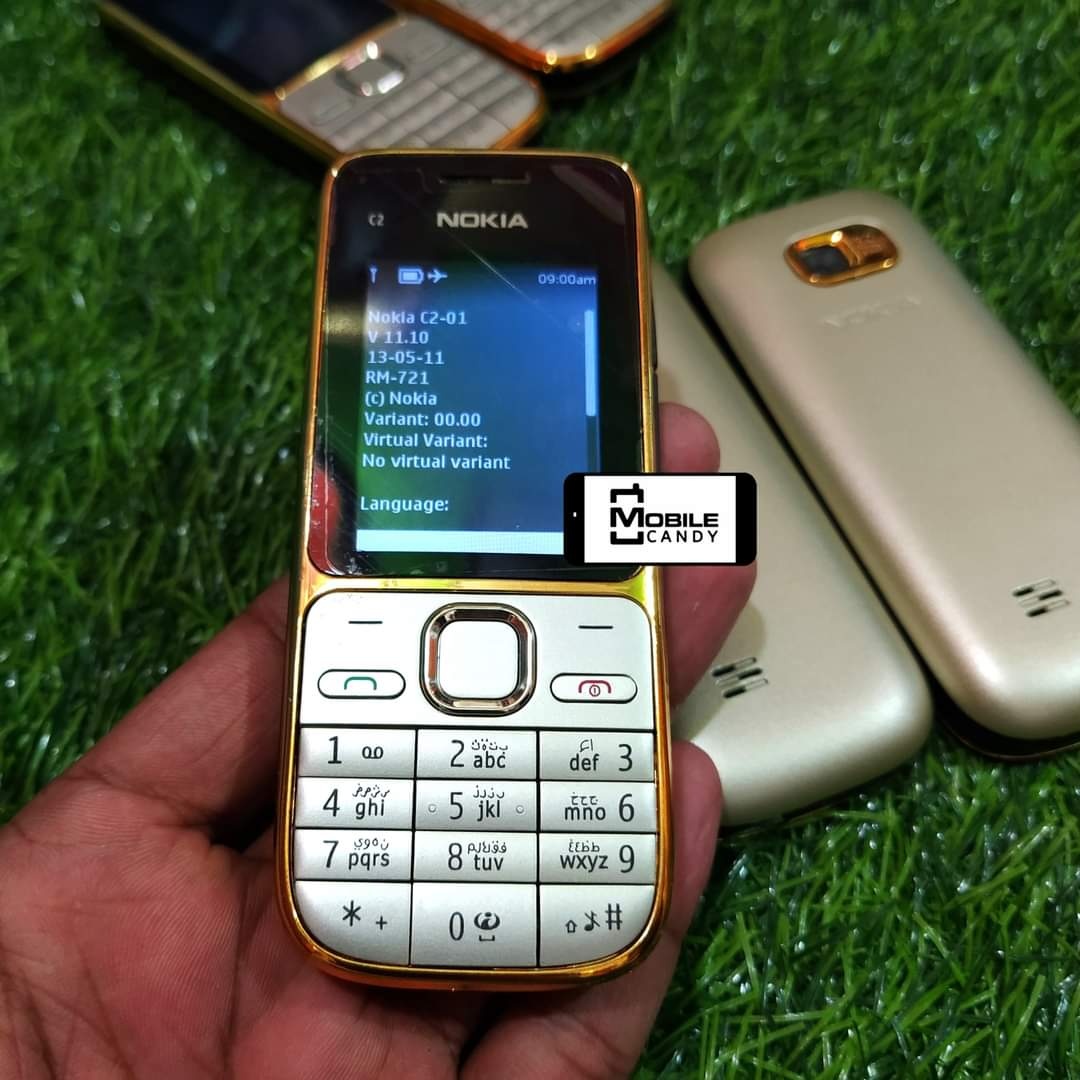 C2
NOKIA
09:00am
Nokia C2-01
V 11.10
13-05-11
RM-721
(c) Nokia
Variant: 00.00
Virtual Variant:
No virtual variant
Language:
MOBILE
CANDY
1
2 abc
def 3
4 ghi
5 jkl
mno 6
7 pqrs
8 tuv
wxyz 9
* +
0
#